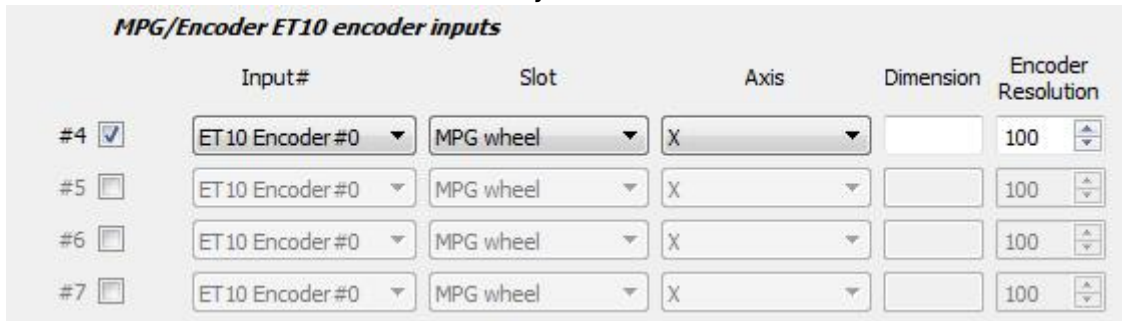 MPG/Encoder ET10 encoder inputs
Input# Slot Axis Dimension Encoder Resolution
#4 ET10 Encoder #0 MPG wheel X 100
#5 ET10 Encoder #0 MPG wheel X 100
#6 ET10 Encoder #0 MPG wheel X 100
#7 ET10 Encoder #0 MPG wheel X 100